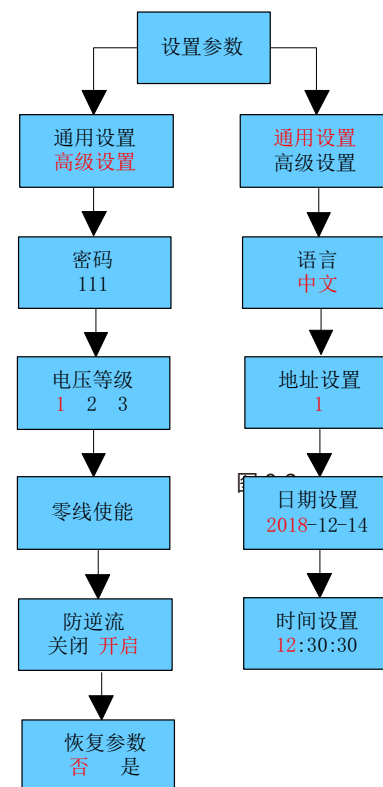 设置参数
通用设置
高级设置
密码
111
电压等级
1 2 3
零线使能
防逆流
关闭 开启
恢复参数
否 是
通用设置
高级设置
语言
中文
地址设置
1
日期设置
2018-12-14
时间设置
12:30:30